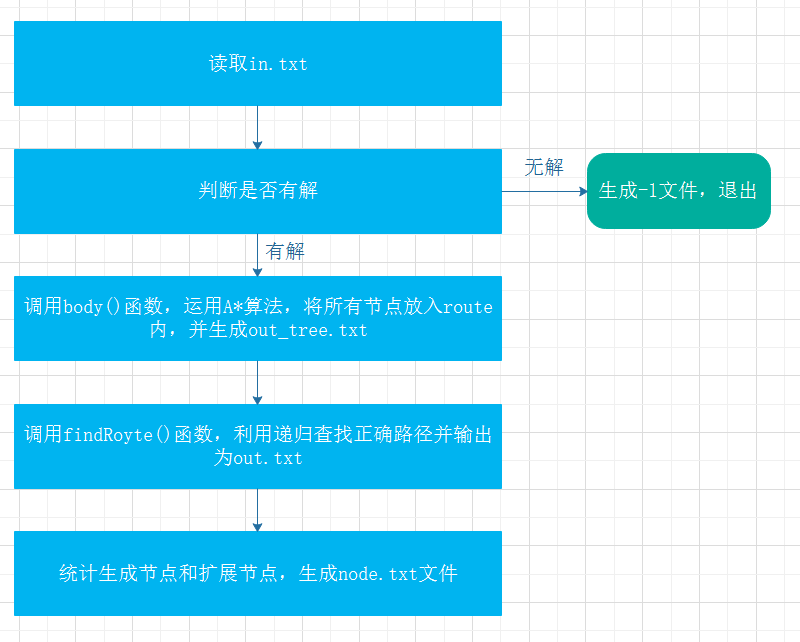 读取in.txt
判断是否有解
无解
生成-1文件，退出
有解
调用body()函数，运用A*算法，将所有节点放入route
内，并生成out_tree.txt
调用findRoyte()函数，利用递归查找正确路径并输出
为out.txt
统计生成节点和扩展节点，生成node.txt文件